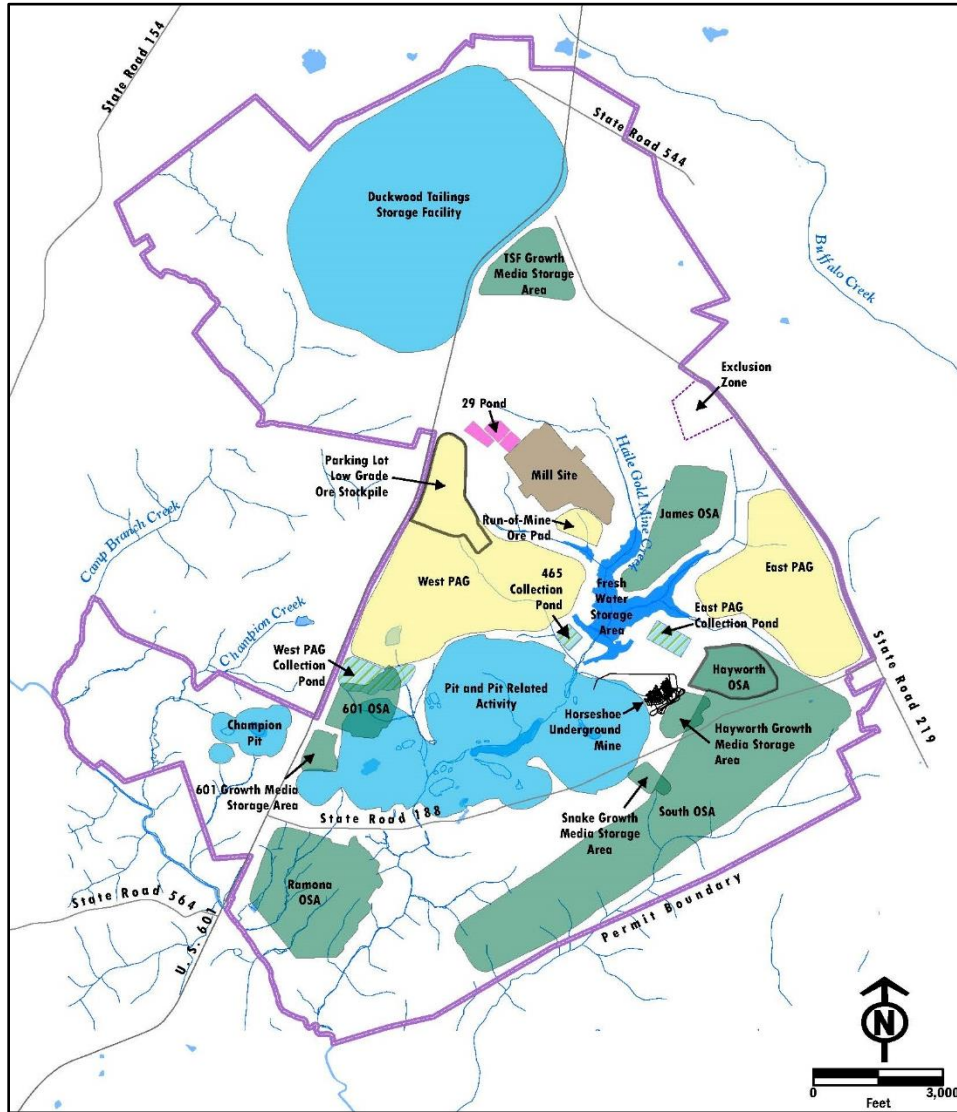 State Road 154
State Road 544
Duckwood Tailings
Storage Facility
Buffalo Creek
TSF Growth
Media Storage
Area
Exclusion
Zone
29 Pond
Parking Lot
Low Grade
Ore Stockpile
Mill Site
Haile Gold Mine Creek
James OSA
Camp Branch Creek
Run-of-Mine
Ore Pad
West PAG
465
Collection
Pond
Fresh
Water
Storage
Area
East PAG
East PAG
Collection Pond
Champion Creek
West PAG
Collection
Pond
State Road 219
Hayworth
OSA
601 OSA
Pit and Pit Related
Activity
Horseshoe
Underground
Mine
Champion
Pit
Hayworth Growth
Media Storage
Area
601 Growth Media
Storage Area
State Road 188
Snake Growth
Media Storage
Area
South OSA
Ramona
OSA
State Road 564
U.S. 601
Permit Boundary
N
0
3,000
Feet